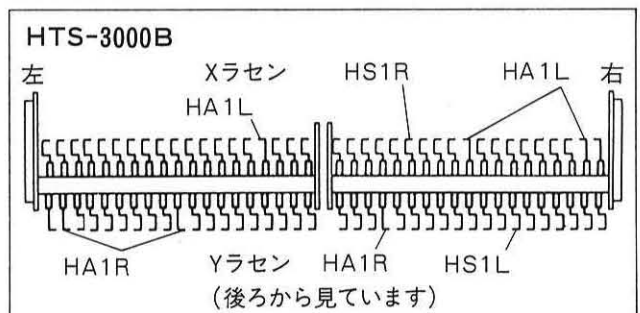 HTS-3000B
左 Xラセン HS1R HA1L 右
HA1L
HA1R Yラセン HA1R HS1L
(後ろから見ています)